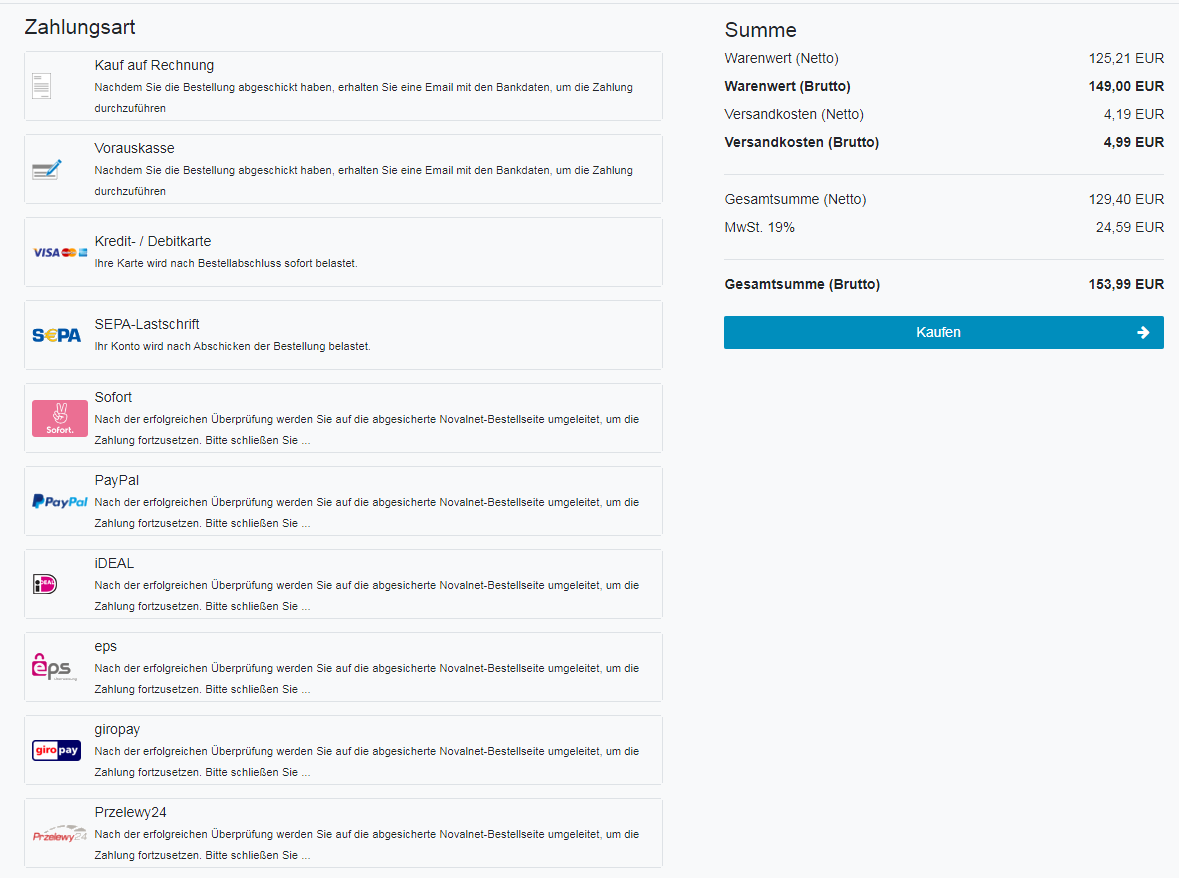 Zahlungsart
Kauf auf Rechnung
Nachdem Sie die Bestellung abgeschickt haben, erhalten Sie eine Email mit den Bankdaten, um die Zahlung
durchzuführen
Vorauskasse
Nachdem Sie die Bestellung abgeschickt haben, erhalten Sie eine Email mit den Bankdaten, um die Zahlung
durchzuführen
VISA
Kredit- / Debitkarte
Ihre Karte wird nach Bestellabschluss sofort belastet.
S€PA
SEPA-Lastschrift
Ihr Konto wird nach Abschicken der Bestellung belastet.
Sofort.
Sofort
Nach der erfolgreichen Überprüfung werden Sie auf die abgesicherte Novalnet-Bestellseite umgeleitet, um die
Zahlung fortzusetzen. Bitte schließen Sie ...
PayPal
PayPal
Nach der erfolgreichen Überprüfung werden Sie auf die abgesicherte Novalnet-Bestellseite umgeleitet, um die
Zahlung fortzusetzen. Bitte schließen Sie ...
iDEAL
iDEAL
Nach der erfolgreichen Überprüfung werden Sie auf die abgesicherte Novalnet-Bestellseite umgeleitet, um die
Zahlung fortzusetzen. Bitte schließen Sie ...
eps
eps
Nach der erfolgreichen Überprüfung werden Sie auf die abgesicherte Novalnet-Bestellseite umgeleitet, um die
Zahlung fortzusetzen. Bitte schließen Sie ...
giropay
giropay
Nach der erfolgreichen Überprüfung werden Sie auf die abgesicherte Novalnet-Bestellseite umgeleitet, um die
Zahlung fortzusetzen. Bitte schließen Sie ...
Przelewy24
Przelewy24
Nach der erfolgreichen Überprüfung werden Sie auf die abgesicherte Novalnet-Bestellseite umgeleitet, um die
Zahlung fortzusetzen. Bitte schließen Sie ...
Summe
Warenwert (Netto) 125,21 EUR
Warenwert (Brutto) 149,00 EUR
Versandkosten (Netto) 4,19 EUR
Versandkosten (Brutto) 4,99 EUR
Gesamtsumme (Netto) 129,40 EUR
MwSt. 19% 24,59 EUR
Gesamtsumme (Brutto) 153,99 EUR
Kaufen